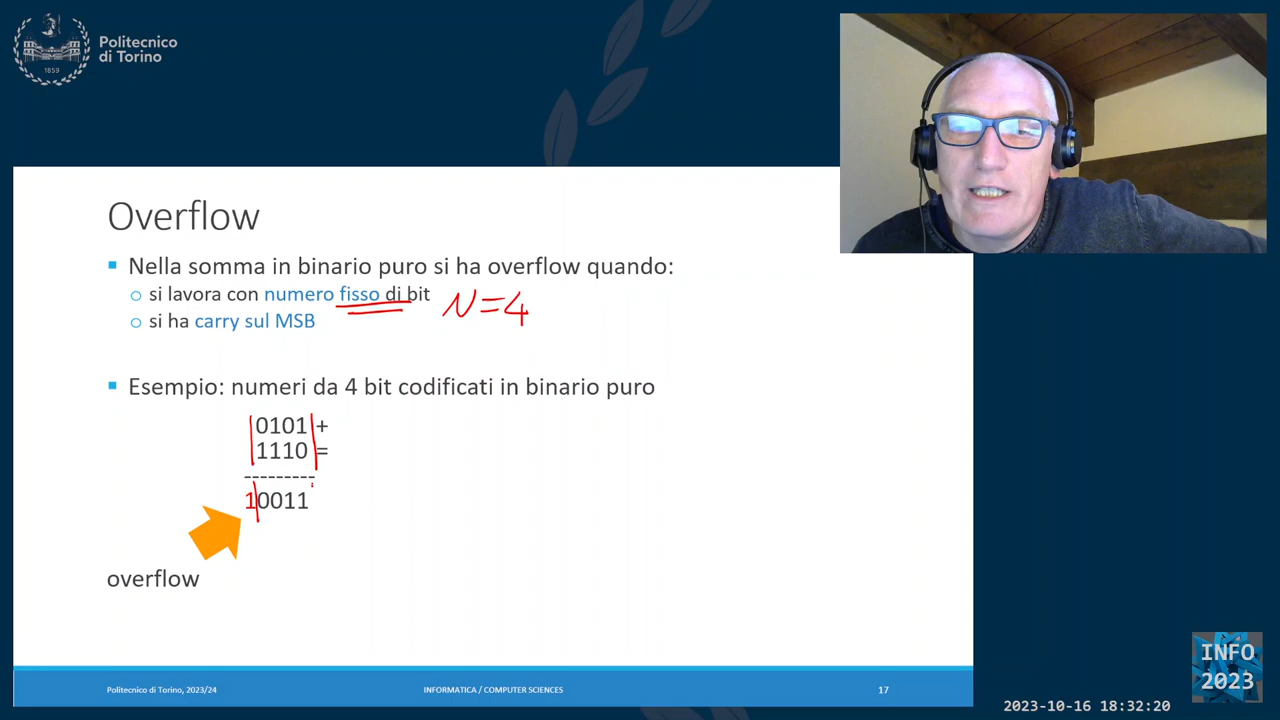 Politecnico
di Torino
1859
Overflow
Nella somma in binario puro si ha overflow quando:
si lavora con numero fisso di bit
N=4
si ha carry sul MSB
Esempio: numeri da 4 bit codificati in binario puro
0101 +
1110 =
---------
10011
overflow
Politecnico di Torino, 2023/24
INFORMATICA / COMPUTER SCIENCES
17
INFO
2023
2023-10-16 18:32:20